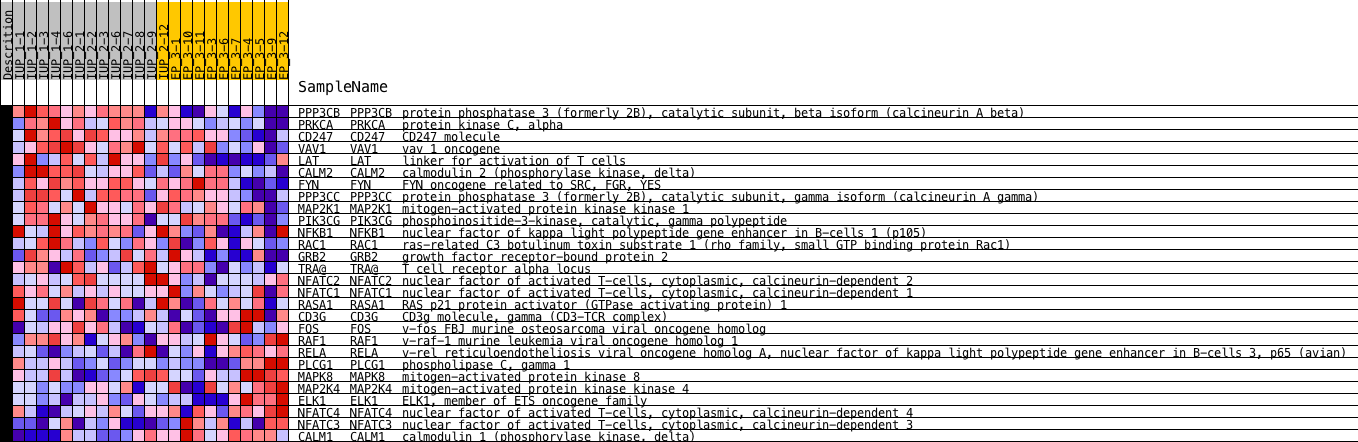 Descrition
IUP_1-1
IUP_1-2
IUP_1-3
IUP_1-4
IUP_1-6
IUP_2-1
IUP_2-2
IUP_2-3
IUP_2-6
IUP_2-7
IUP_2-8
IUP_2-9
IUP_2-12
EP_3-1
EP_3-10
EP_3-11
EP_3-3
EP_3-6
EP_3-7
EP_3-4
EP_3-5
EP_3-9
EP_3-12
SampleName
PPP3CB PPP3CB protein phosphatase 3 (formerly 2B), catalytic subunit, beta isoform (calcineurin A beta)
PRKCA PRKCA protein kinase C, alpha
CD247 CD247 CD247 molecule
VAV1 VAV1 vav 1 oncogene
LAT LAT linker for activation of T cells
CALM2 CALM2 calmodulin 2 (phosphorylase kinase, delta)
FYN FYN FYN oncogene related to SRC, FGR, YES
PPP3CC PPP3CC protein phosphatase 3 (formerly 2B), catalytic subunit, gamma isoform (calcineurin A gamma)
MAP2K1 MAP2K1 mitogen-activated protein kinase kinase 1
PIK3CG PIK3CG phosphoinositide-3-kinase, catalytic, gamma polypeptide
NFKB1 NFKB1 nuclear factor of kappa light polypeptide gene enhancer in B-cells 1 (p105)
RAC1 RAC1 ras-related C3 botulinum toxin substrate 1 (rho family, small GTP binding protein Rac1)
GRB2 GRB2 growth factor receptor-bound protein 2
TRA@ TRA@ T cell receptor alpha locus
NFATC2 NFATC2 nuclear factor of activated T-cells, cytoplasmic, calcineurin-dependent 2
NFATC1 NFATC1 nuclear factor of activated T-cells, cytoplasmic, calcineurin-dependent 1
RASA1 RASA1 RAS p21 protein activator (GTPase activating protein) 1
CD3G CD3G CD3g molecule, gamma (CD3-TCR complex)
FOS FOS v-fos FBJ murine osteosarcoma viral oncogene homolog
RAF1 RAF1 v-raf-1 murine leukemia viral oncogene homolog 1
RELA RELA v-rel reticuloendotheliosis viral oncogene homolog A, nuclear factor of kappa light polypeptide gene enhancer in B-cells 3, p65 (avian)
PLCG1 PLCG1 phospholipase C, gamma 1
MAPK8 MAPK8 mitogen-activated protein kinase 8
MAP2K4 MAP2K4 mitogen-activated protein kinase kinase 4
ELK1 ELK1 ELK1, member of ETS oncogene family
NFATC4 NFATC4 nuclear factor of activated T-cells, cytoplasmic, calcineurin-dependent 4
NFATC3 NFATC3 nuclear factor of activated T-cells, cytoplasmic, calcineurin-dependent 3
CALM1 CALM1 calmodulin 1 (phosphorylase kinase, delta)